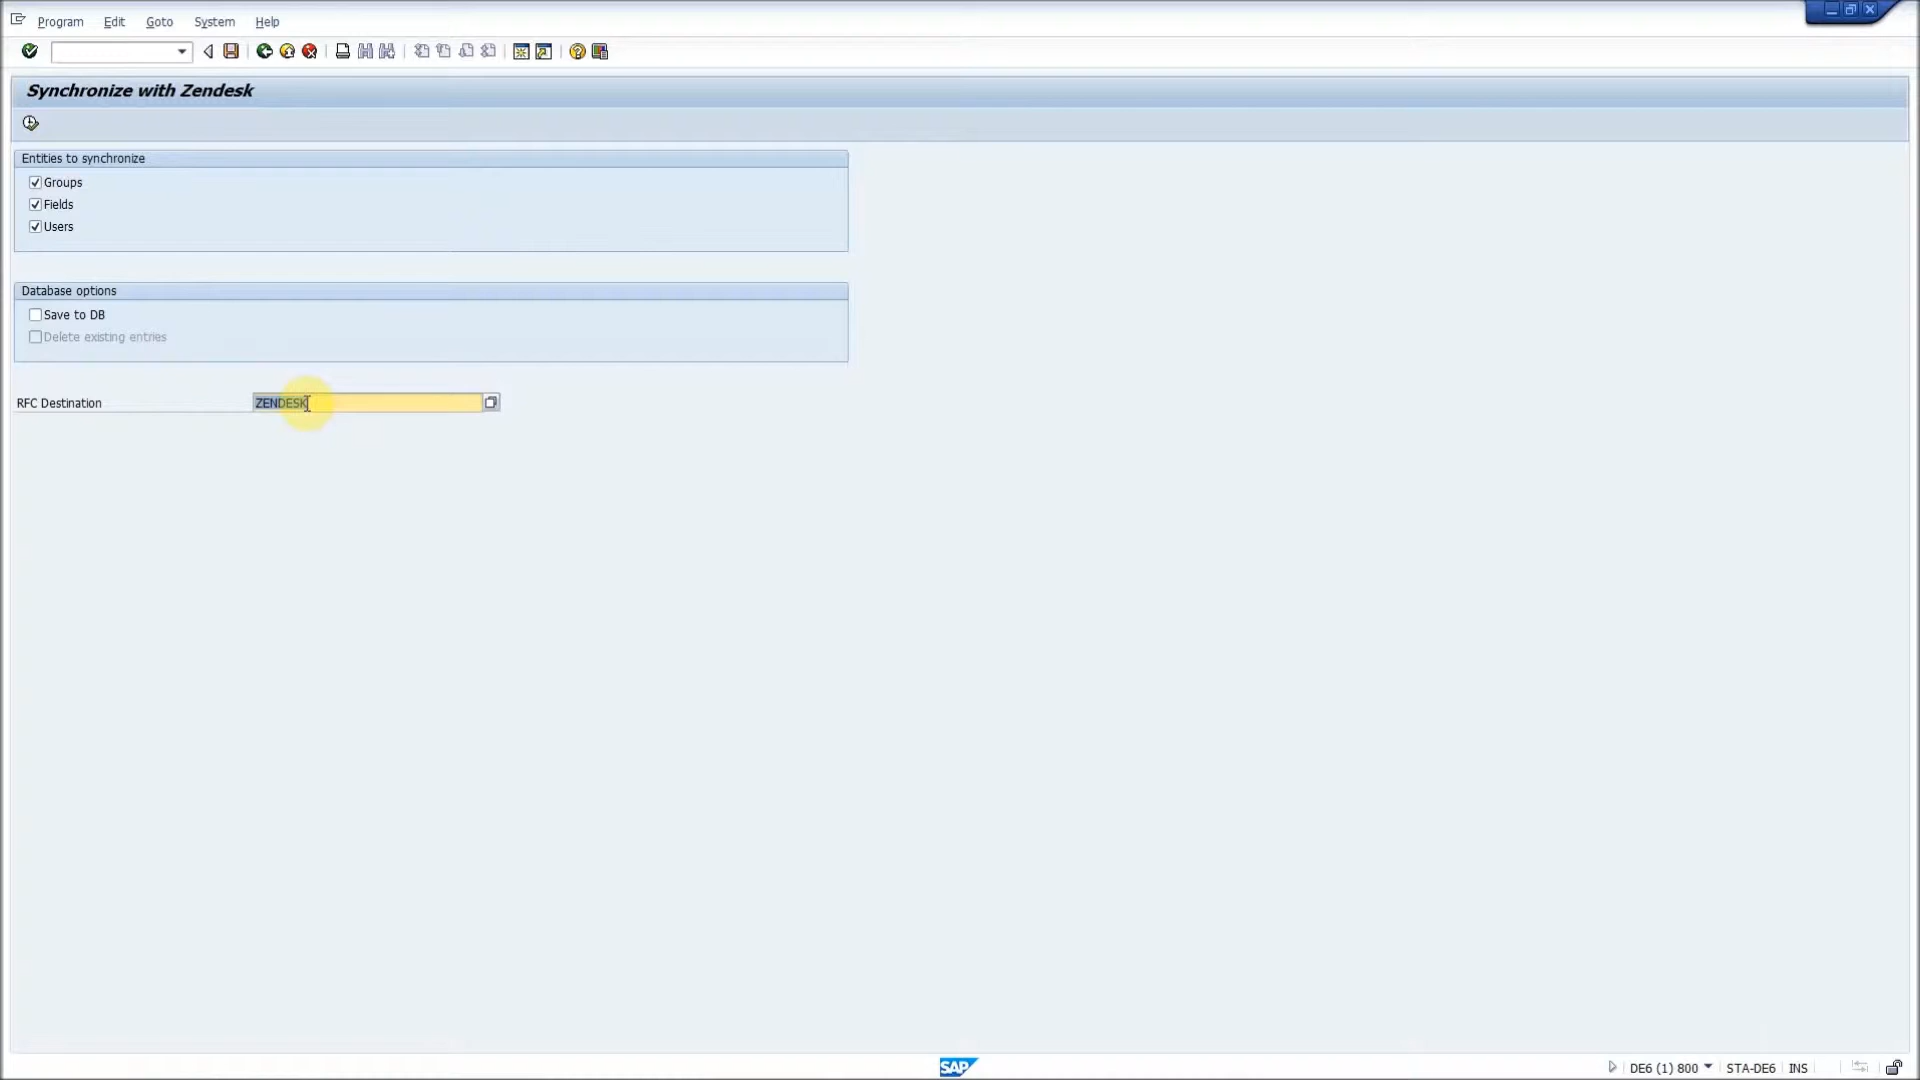 Program Edit Goto System Help
Synchronize with Zendesk
Entities to synchronize
Groups
Fields
Users
Database options
Save to DB
Delete existing entries
RFC Destination ZENDESK
SAP DE6 (1) 800 STA-DE6 INS